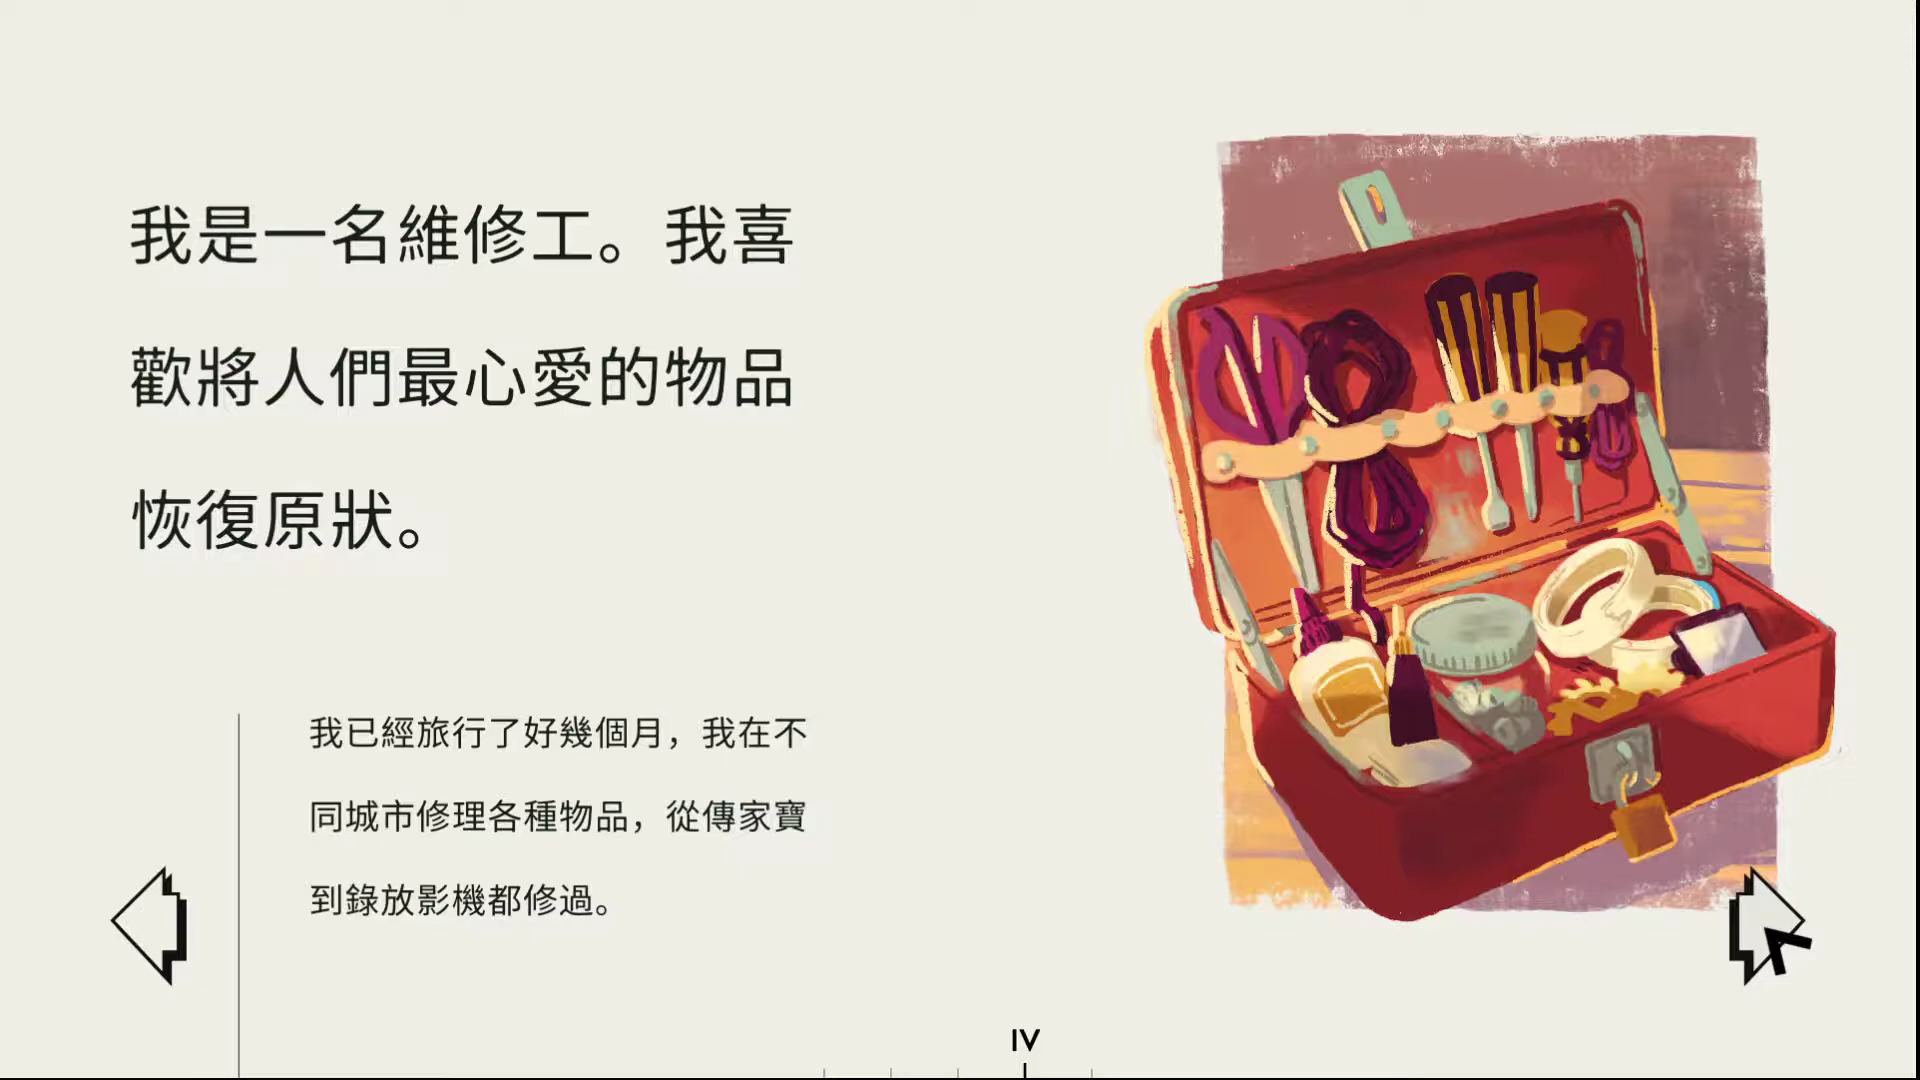 我是一名維修工。我喜
歡將人們最心愛的物品
恢復原狀。
我已經旅行了好幾個月，我在不
同城市修理各種物品，從傳家寶
到錄放影機都修過。
IV